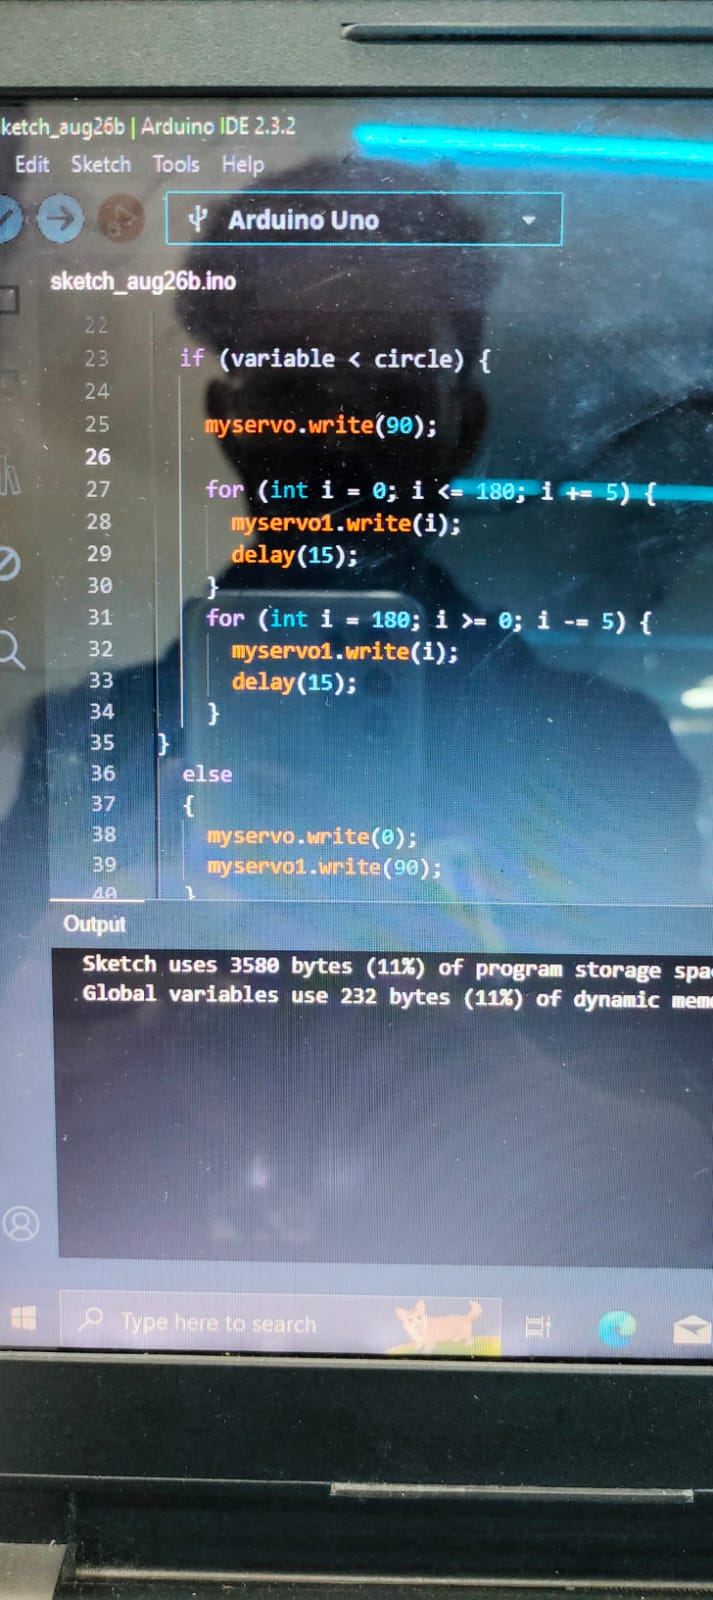 ketch_aug26b | Arduino IDE 2.3.2
Edit Sketch Tools Help
Arduino Uno
sketch_aug26b.ino
22
23 if (variable < circle) {
24
25 myservo.write(90);
26
27 for (int i = 0; i <= 180; i += 5) {
28 myservo1.write(i);
29 delay(15);
30 }
31 for (int i = 180; i >= 0; i -= 5) {
32 myservo1.write(i);
33 delay(15);
34 }
35 }
36 else
37 {
38 myservo.write(0);
39 myservo1.write(90);
40 }
Output
Sketch uses 3580 bytes (11%) of program storage spa
Global variables use 232 bytes (11%) of dynamic mem
Type here to search